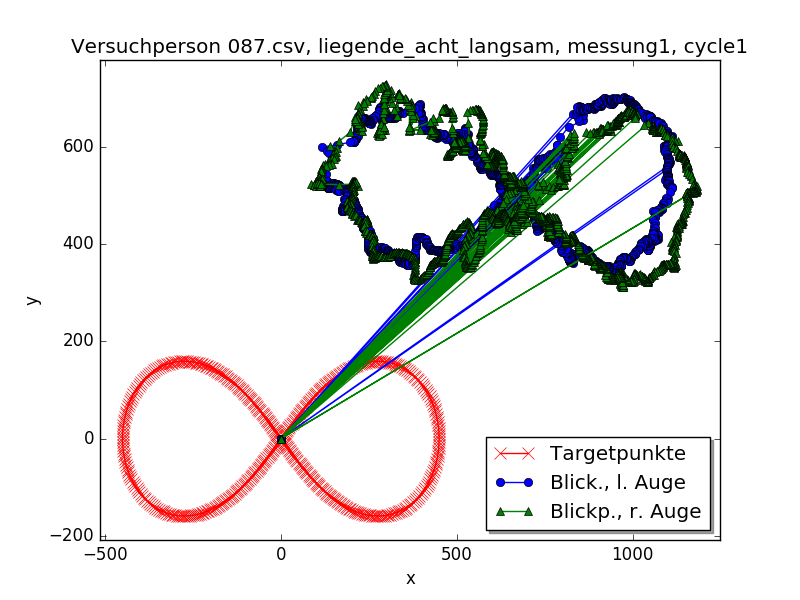 Versuchperson 087.csv, liegende_acht_langsam, messung1, cycle1
y
600
400
200
0
−200
−500
0
500
1000
x
Targetpunkte
Blick., l. Auge
Blickp., r. Auge